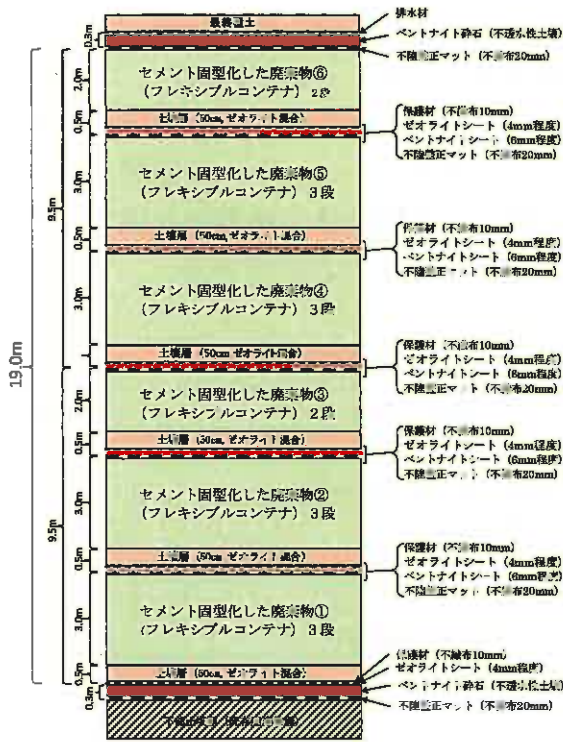 最終覆土
排水材
ベントナイト砕石（不透水性土壌）
不陸整正マット（不織布20mm）
0.3m
セメント固型化した廃棄物⑥
（フレキシブルコンテナ） 2段
2.0m
土壌層（50cm, ゼオライト混合）
0.5m
保護材（不織布10mm）
ゼオライトシート（4mm程度）
ベントナイトシート（6mm程度）
不陸整正マット（不織布20mm）
セメント固型化した廃棄物⑤
（フレキシブルコンテナ） 3段
3.0m
9.5m
土壌層（50cm, ゼオライト混合）
0.5m
保護材（不織布10mm）
ゼオライトシート（4mm程度）
ベントナイトシート（6mm程度）
不陸整正マット（不織布20mm）
セメント固型化した廃棄物④
（フレキシブルコンテナ） 3段
3.0m
土壌層（50cm ゼオライト混合）
19.0m
保護材（不織布10mm）
ゼオライトシート（4mm程度）
ベントナイトシート（6mm程度）
不陸整正マット（不織布20mm）
セメント固型化した廃棄物③
（フレキシブルコンテナ） 2段
2.0m
土壌層（50cm, ゼオライト混合）
0.5m
保護材（不織布10mm）
ゼオライトシート（4mm程度）
ベントナイトシート（6mm程度）
不陸整正マット（不織布20mm）
セメント固型化した廃棄物②
（フレキシブルコンテナ） 3段
3.0m
9.5m
土壌層（50cm, ゼオライト混合）
0.5m
保護材（不織布10mm）
ゼオライトシート（4mm程度）
ベントナイトシート（6mm程度）
不陸整正マット（不織布20mm）
セメント固型化した廃棄物①
（フレキシブルコンテナ） 3段
3.0m
土壌層（50cm, ゼオライト混合）
0.5m
保護材（不織布10mm）
ゼオライトシート（4mm程度）
ベントナイト砕石（不透水性土壌）
0.3m
不陸整正マット（不織布20mm）